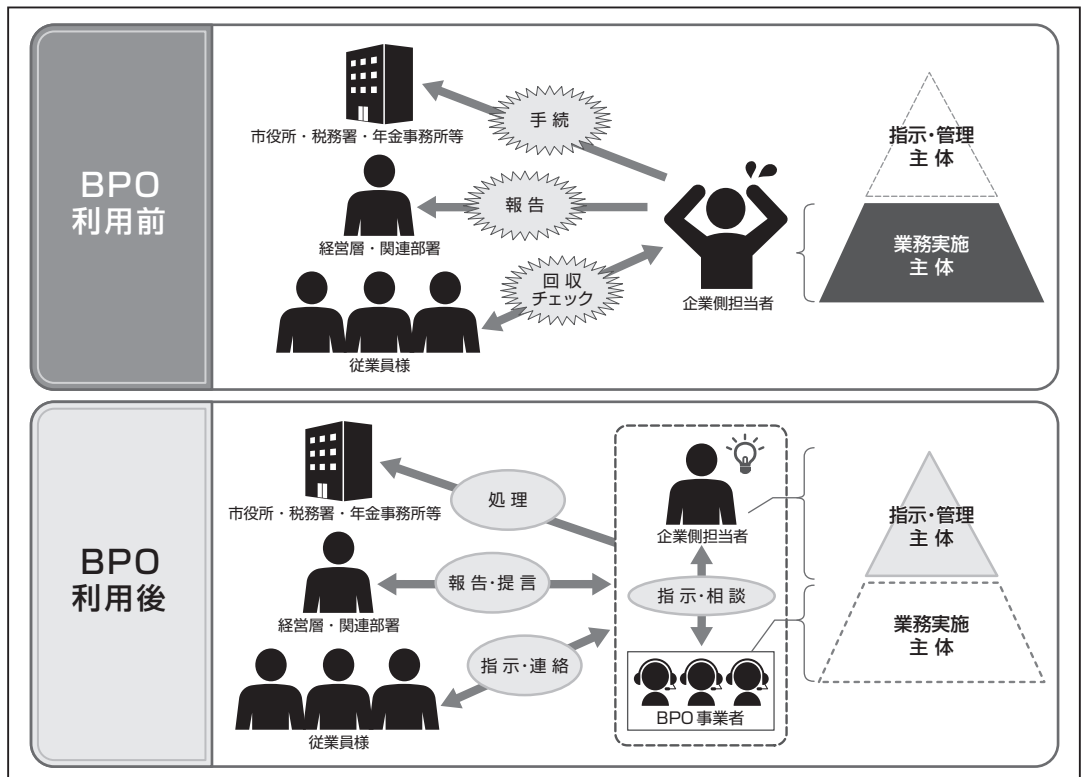 BPO
利用前
市役所・税務署・年金事務所等
手続
経営層・関連部署
報告
従業員様
回収
チェック
企業側担当者
指示・管理
主体
業務実施
主体
BPO
利用後
市役所・税務署・年金事務所等
処理
経営層・関連部署
報告・提言
従業員様
指示・連絡
企業側担当者
指示・相談
BPO事業者
指示・管理
主体
業務実施
主体